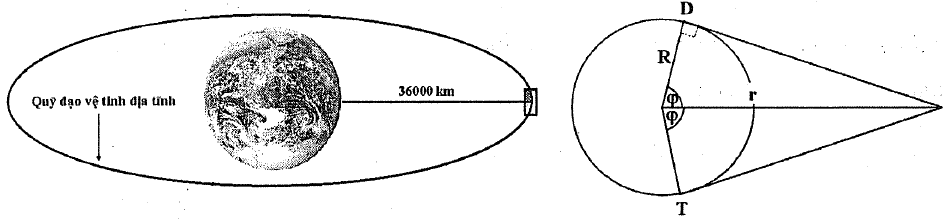 Quỹ đạo vệ tinh địa tĩnh
36000 km
D
R
φ
φ
r
T